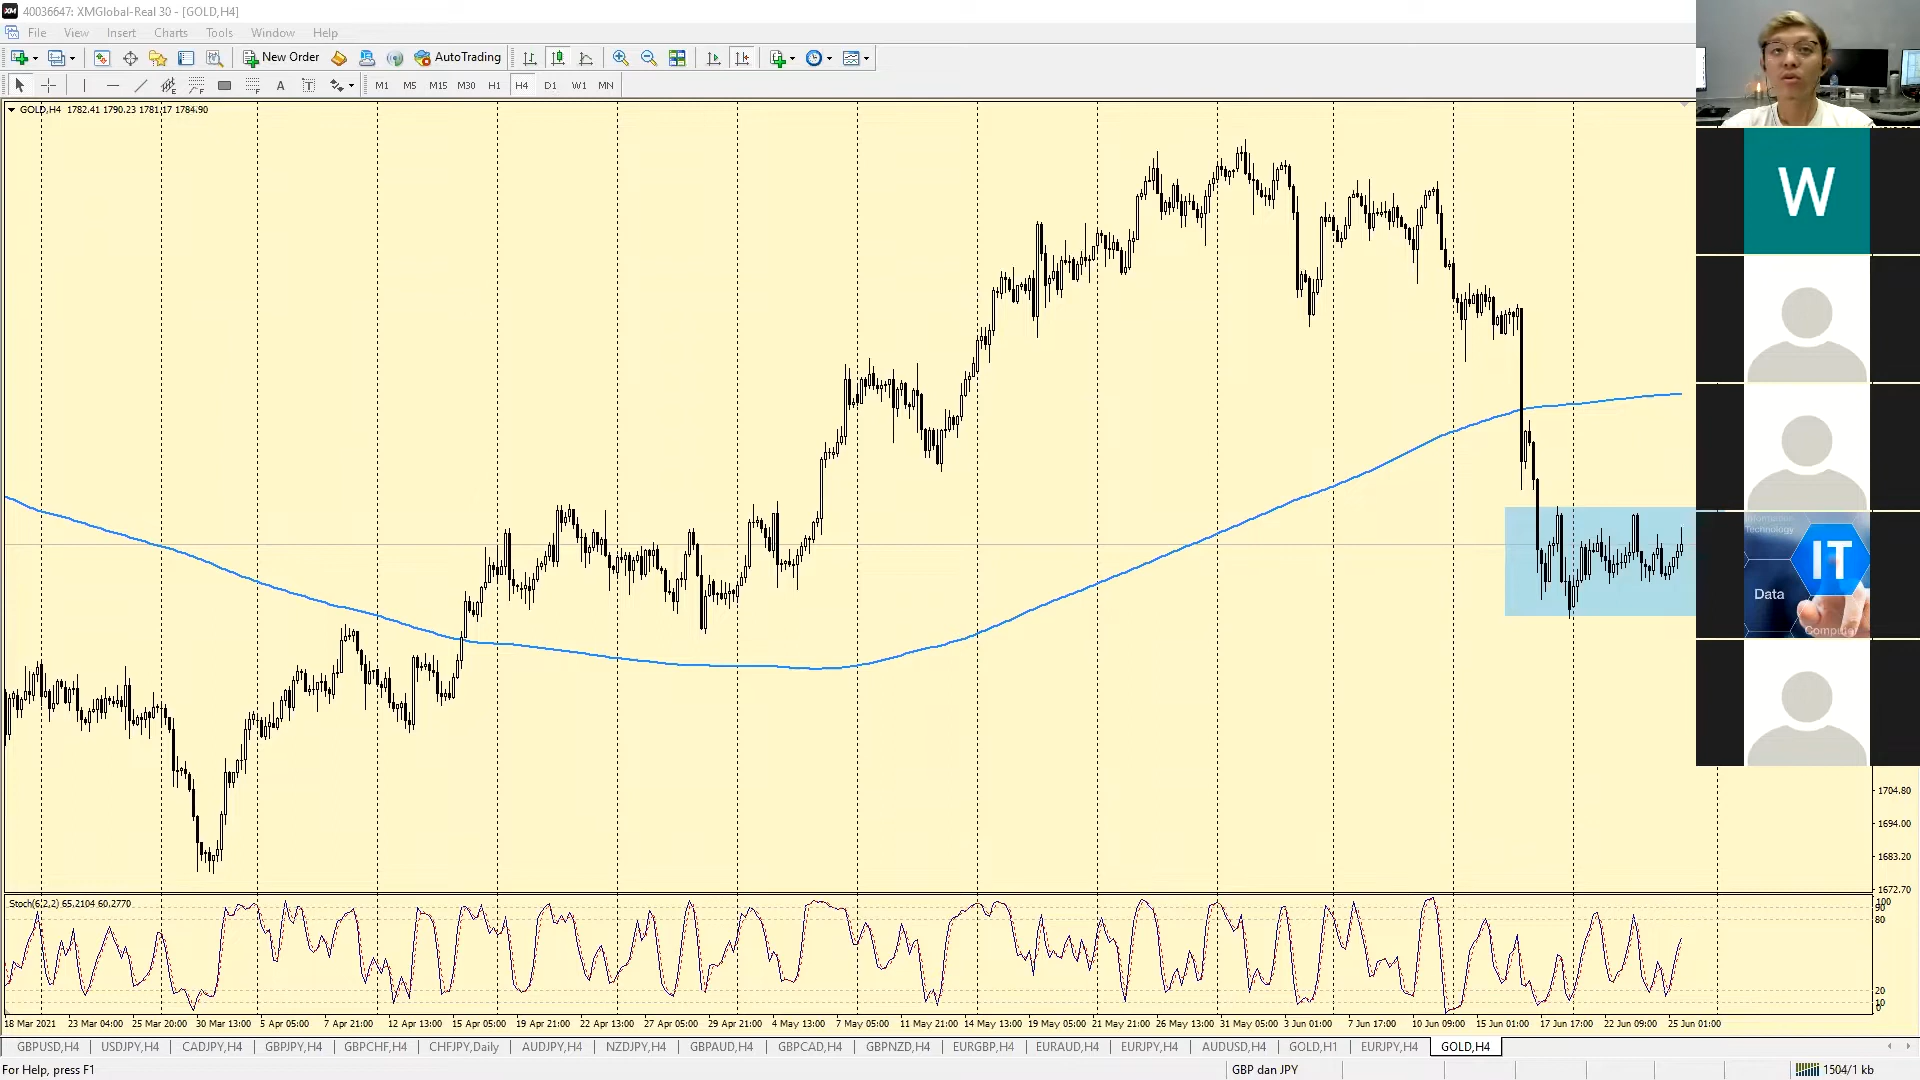 40036647: XMGlobal-Real 30 - [GOLD,H4]
File View Insert Charts Tools Window Help
New Order AutoTrading
A T M1 M5 M15 M30 H1 H4 D1 W1 MN
GOLD,H4 1782.41 1790.23 1781.17 1784.90
W
Information
Technology
IT
Data
Compute
1704.80
1694.00
1683.20
1672.70
Stoch(6,2,2) 65.2104 60.2770
100
90
80
20
10
0
18 Mar 2021 23 Mar 04:00 25 Mar 20:00 30 Mar 13:00 5 Apr 05:00 7 Apr 21:00 12 Apr 13:00 15 Apr 05:00 19 Apr 21:00 22 Apr 13:00 27 Apr 05:00 29 Apr 21:00 4 May 13:00 7 May 05:00 11 May 21:00 14 May 13:00 19 May 05:00 21 May 21:00 26 May 13:00 31 May 05:00 3 Jun 01:00 7 Jun 17:00 10 Jun 09:00 15 Jun 01:00 17 Jun 17:00 22 Jun 09:00 25 Jun 01:00
GBPUSD,H4 USDJPY,H4 CADJPY,H4 GBPJPY,H4 GBPCHF,H4 CHFJPY,Daily AUDJPY,H4 NZDJPY,H4 GBPAUD,H4 GBPCAD,H4 GBPNZD,H4 EURGBP,H4 EURAUD,H4 EURJPY,H4 AUDUSD,H4 GOLD,H1 EURJPY,H4 GOLD,H4
For Help, press F1 GBP dan JPY 1504/1 kb